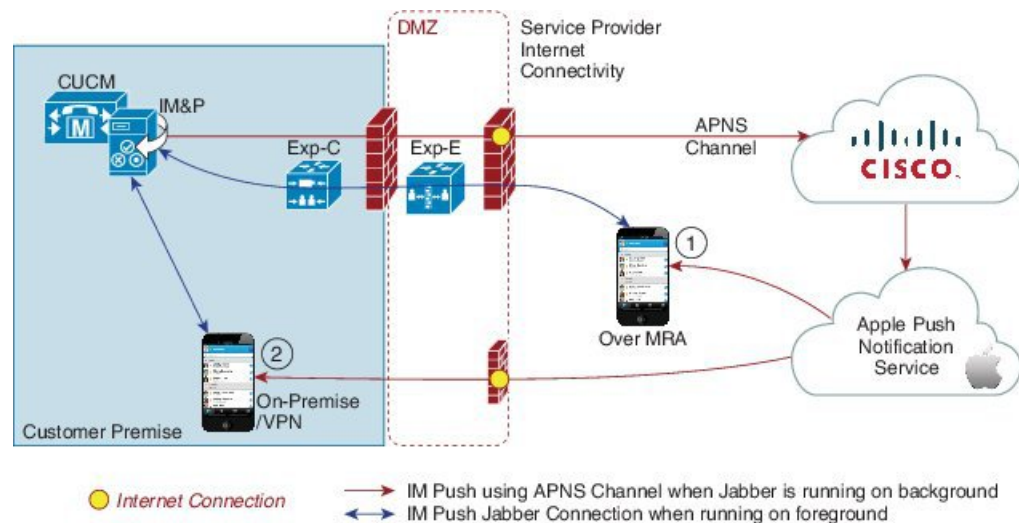 DMZ
Service Provider
Internet
Connectivity
CUCM
M
IM&P
Exp-C
Exp-E
APNS
Channel
CISCO
1
Over MRA
Apple Push
Notification
Service
2
On-Premise
/VPN
Customer Premise
Internet Connection
IM Push using APNS Channel when Jabber is running on background
IM Push Jabber Connection when running on foreground